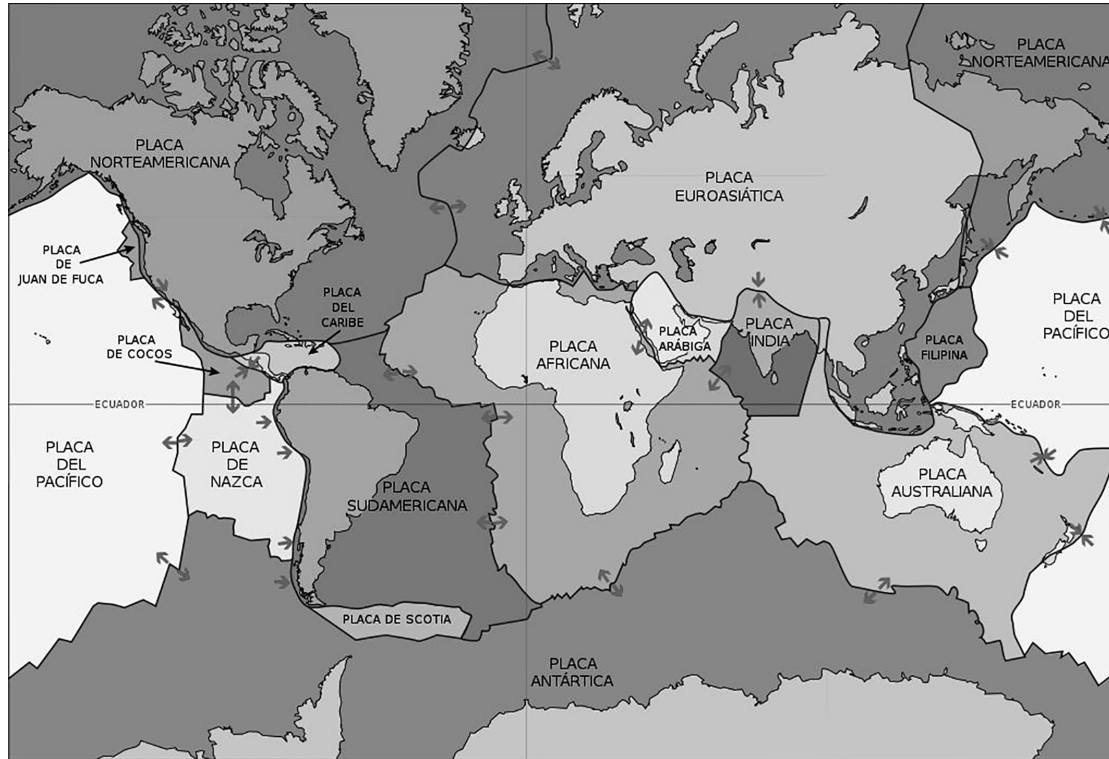 PLACA
NORTEAMERICANA
PLACA
NORTEAMERICANA
PLACA
EUROASIÁTICA
PLACA
DE
JUAN DE FUCA
PLACA
DEL
CARIBE
PLACA
DE COCOS
PLACA
ARÁBIGA
PLACA
INDIA
PLACA
FILIPINA
PLACA
DEL
PACÍFICO
PLACA
AFRICANA
ECUADOR
ECUADOR
PLACA
DEL
PACÍFICO
PLACA
DE
NAZCA
PLACA
SUDAMERICANA
PLACA
AUSTRALIANA
PLACA DE SCOTIA
PLACA
ANTÁRTICA